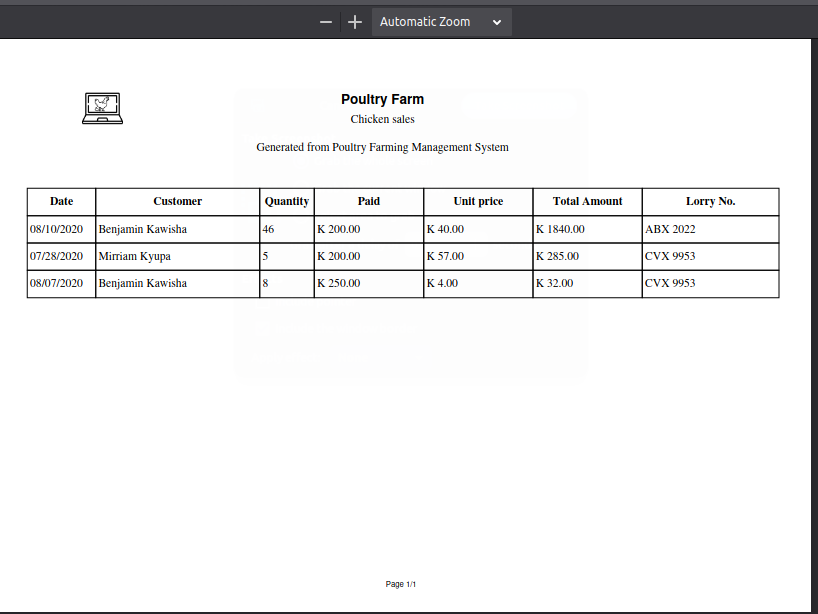 Automatic Zoom
Poultry Farm
Chicken sales
Generated from Poultry Farming Management System
Date Customer Quantity Paid Unit price Total Amount Lorry No.
08/10/2020 Benjamin Kawisha 46 K 200.00 K 40.00 K 1840.00 ABX 2022
07/28/2020 Mirriam Kyupa 5 K 200.00 K 57.00 K 285.00 CVX 9953
08/07/2020 Benjamin Kawisha 8 K 250.00 K 4.00 K 32.00 CVX 9953
Page 1/1